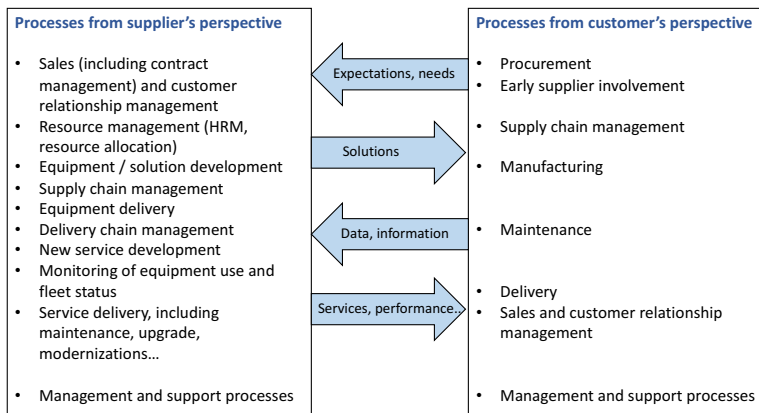 Processes from supplier's perspective
• Sales (including contract
management) and customer
relationship management
• Resource management (HRM,
resource allocation)
• Equipment / solution development
• Supply chain management
• Equipment delivery
• Delivery chain management
• New service development
• Monitoring of equipment use and
fleet status
• Service delivery, including
maintenance, upgrade,
modernizations…
• Management and support processes
Expectations, needs
Solutions
Data, information
Services, performance…
Processes from customer's perspective
• Procurement
• Early supplier involvement
• Supply chain management
• Manufacturing
• Maintenance
• Delivery
• Sales and customer relationship
management
• Management and support processes